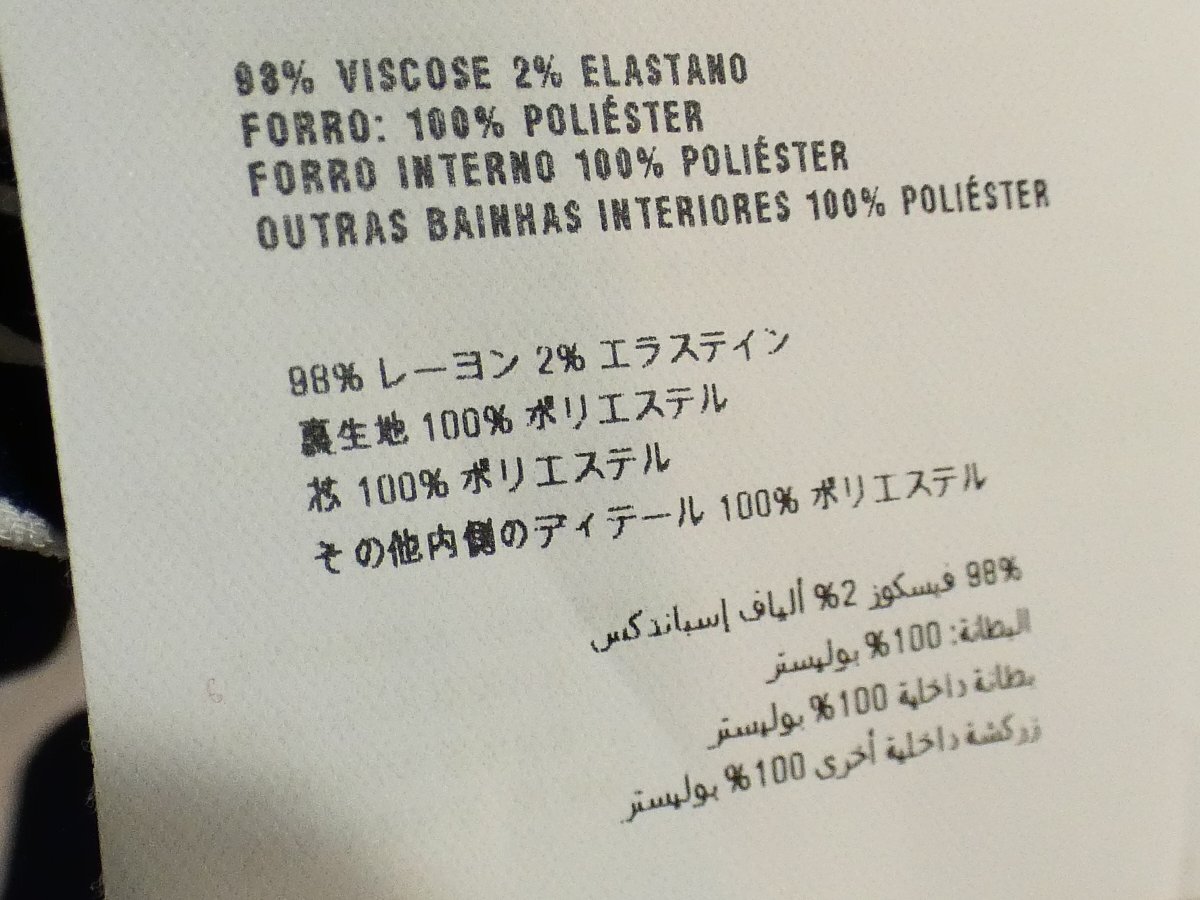 98% VISCOSE 2% ELASTANO
FORRO: 100% POLIÉSTER
FORRO INTERNO 100% POLIÉSTER
OUTRAS BAINHAS INTERIORES 100% POLIÉSTER
98% レーヨン 2% エラステイン
裏生地 100% ポリエステル
芯 100% ポリエステル
その他内側のディテール 100% ポリエステル
98% فيسكوز 2% ألياف إسباندكس
البطانة: 100% بوليستر
بطانة داخلية 100% بوليستر
زركشة داخلية أخرى 100% بوليستر